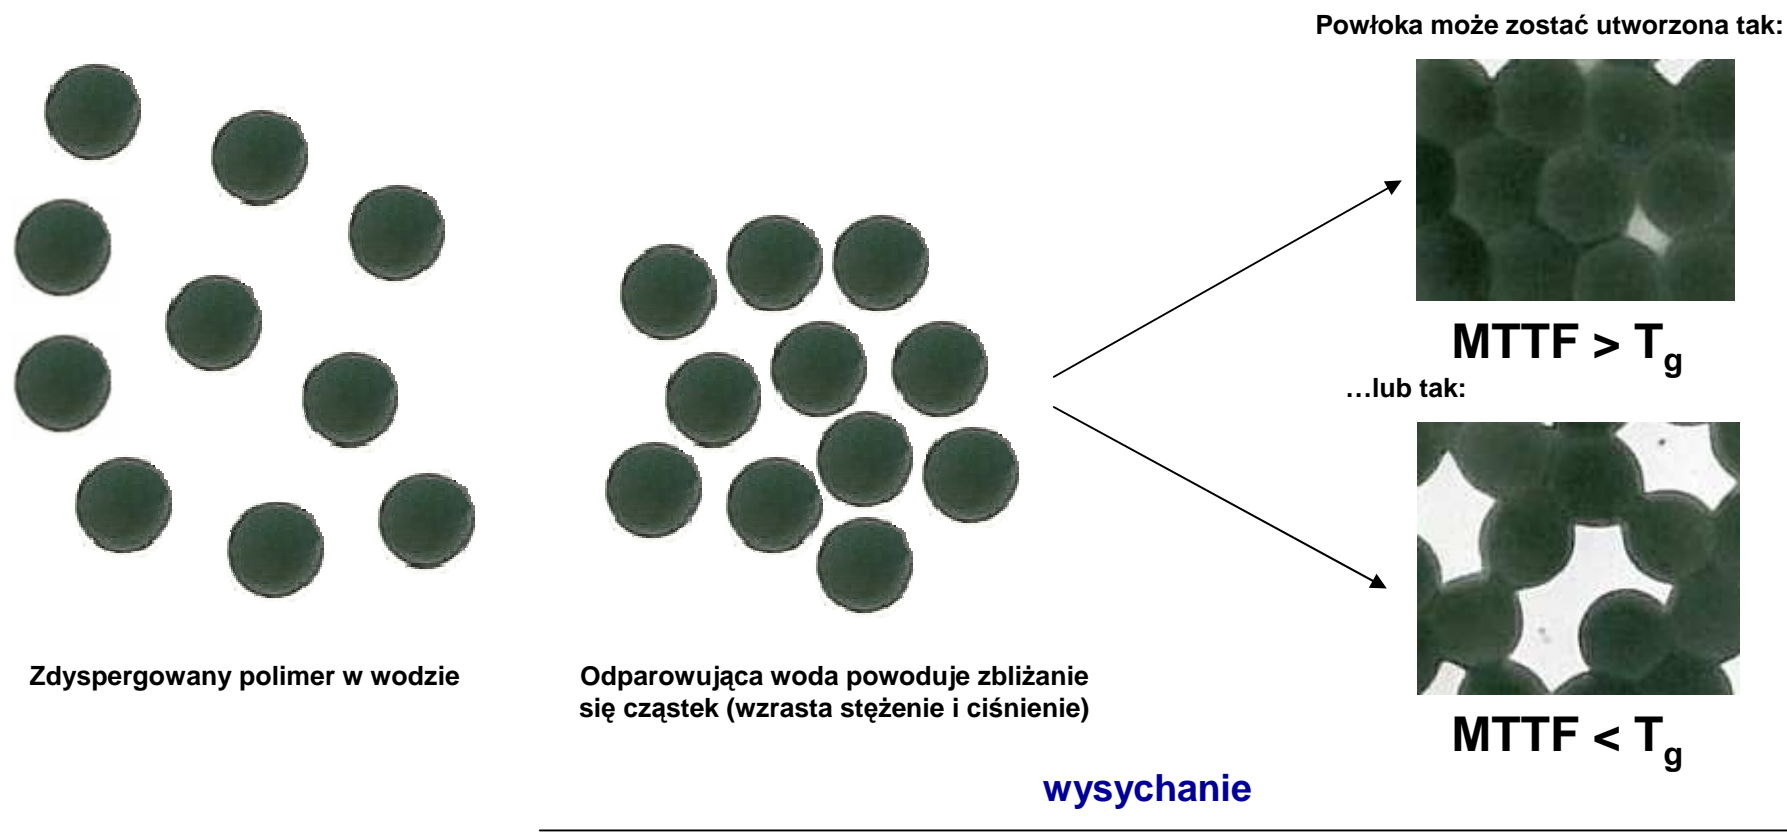 Powłoka może zostać utworzona tak:
MTTF > Tg
…lub tak:
Zdyspergowany polimer w wodzie
Odparowująca woda powoduje zbliżanie
się cząstek (wzrasta stężenie i ciśnienie)
MTTF < Tg
wysychanie